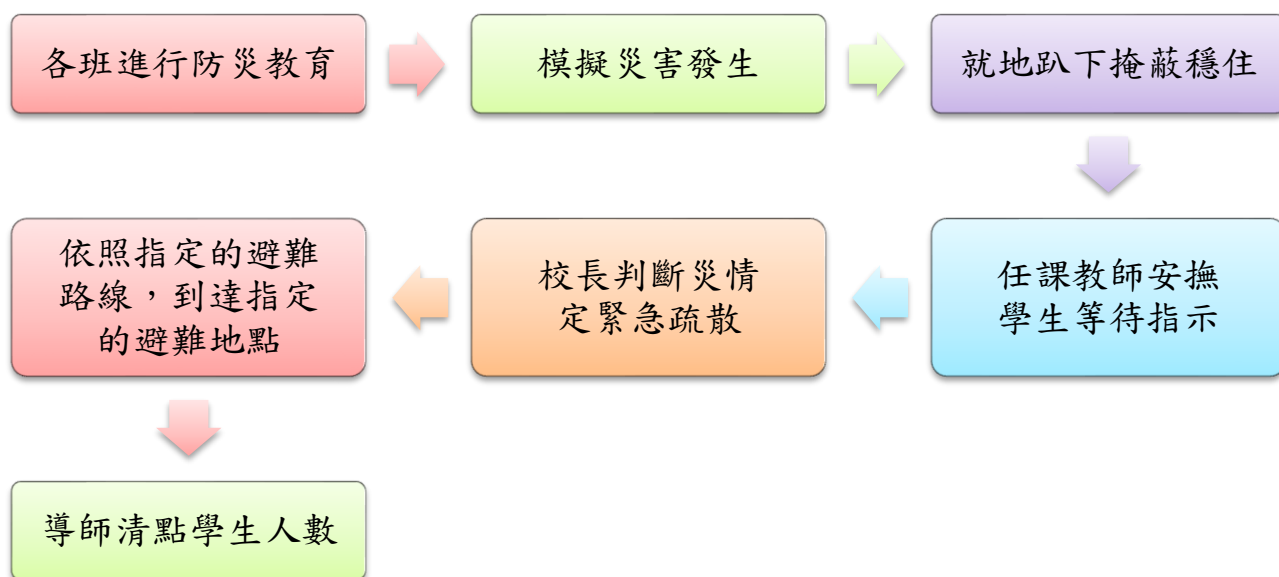 各班進行防災教育
模擬災害發生
就地趴下掩蔽穩住
任課教師安撫
學生等待指示
校長判斷災情
定緊急疏散
依照指定的避難
路線，到達指定
的避難地點
導師清點學生人數